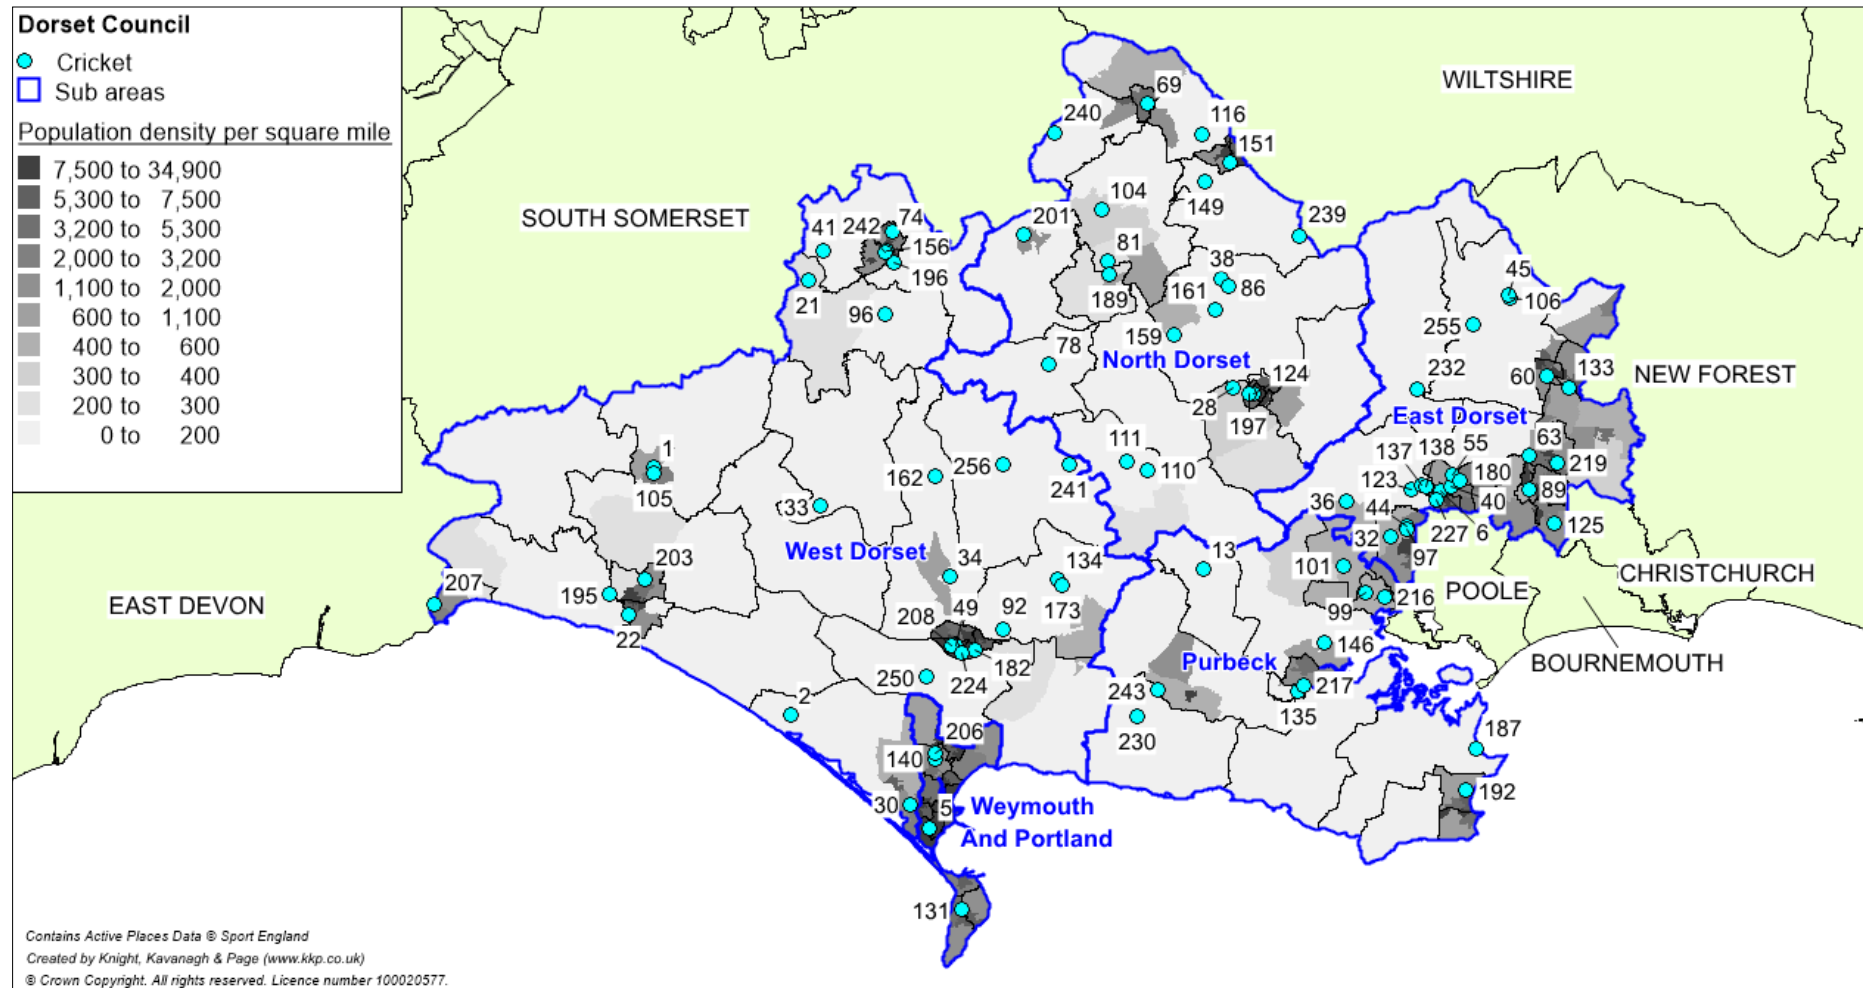 Dorset Council
Cricket
Sub areas
Population density per square mile
7,500 to 34,900
5,300 to 7,500
3,200 to 5,300
2,000 to 3,200
1,100 to 2,000
600 to 1,100
400 to 600
300 to 400
200 to 300
0 to 200
WILTSHIRE
SOUTH SOMERSET
NEW FOREST
EAST DEVON
POOLE
CHRISTCHURCH
BOURNEMOUTH
North Dorset
East Dorset
West Dorset
Purbeck
Weymouth
And Portland
69
240
116
151
104
149
239
201
41
242
74
156
196
81
38
45
21
189
161
86
106
96
159
255
78
124
232
60
133
28
197
1
105
162
256
111
110
241
137
138
55
180
63
219
123
40
89
33
36
44
227
6
125
32
97
34
134
13
101
203
195
207
22
208
49
92
173
99
216
146
182
224
250
243
217
135
2
230
187
206
140
192
30
5
131
Contains Active Places Data © Sport England
Created by Knight, Kavanagh & Page (www.kkp.co.uk)
© Crown Copyright. All rights reserved. Licence number 100020577.